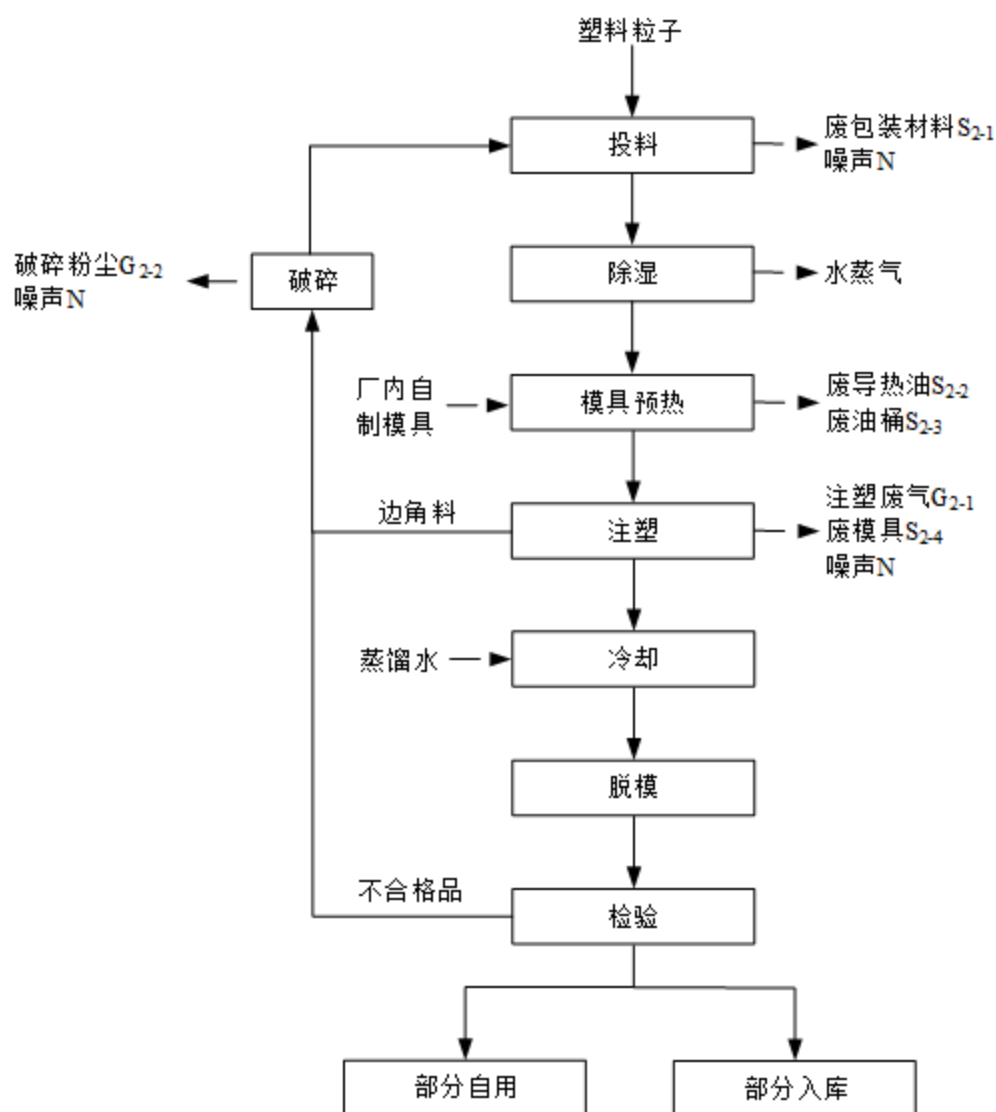 塑料粒子
投料
废包装材料S2-1
噪声N
破碎粉尘G2-2
噪声N
破碎
除湿
水蒸气
厂内自
制模具
模具预热
废导热油S2-2
废油桶S2-3
边角料
注塑
注塑废气G2-1
废模具S2-4
噪声N
蒸馏水
冷却
脱模
不合格品
检验
部分自用
部分入库